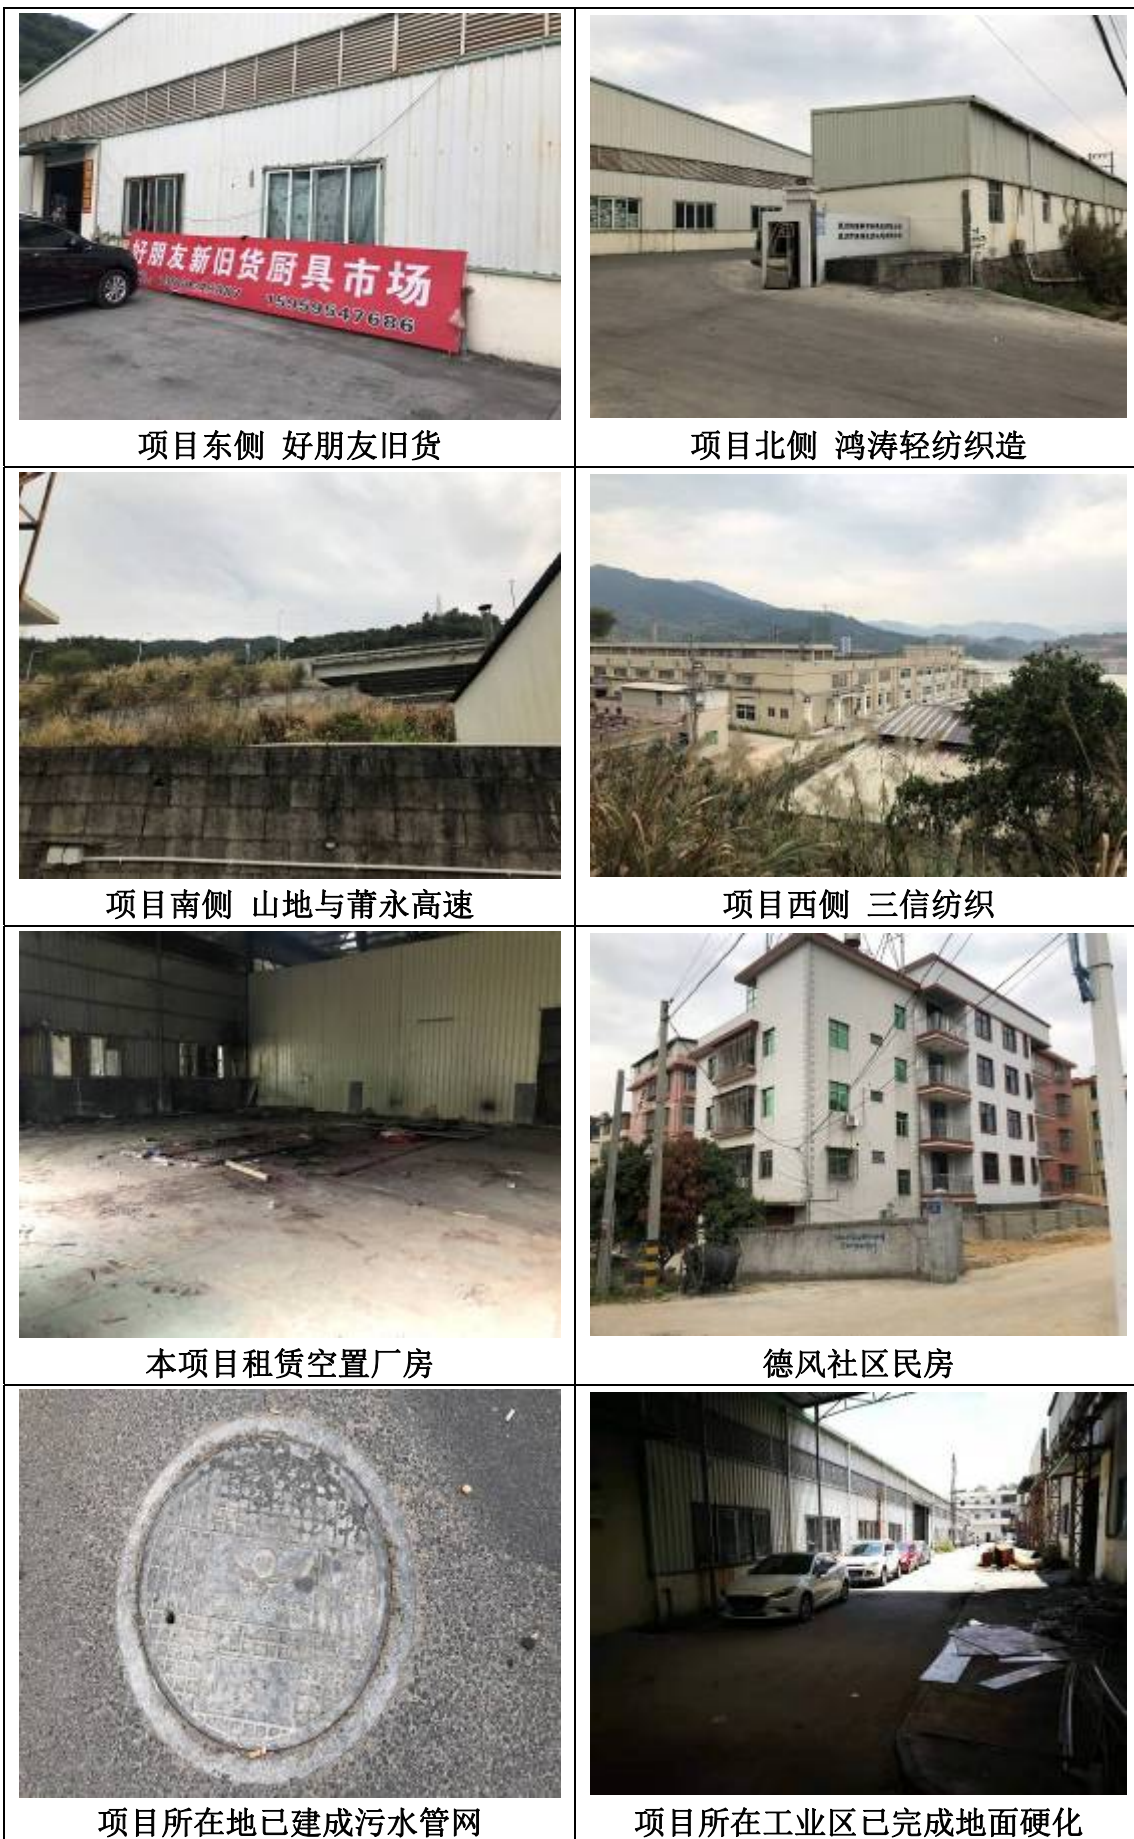 好朋友新旧货厨具市场
15959547686
项目东侧 好朋友旧货
项目北侧 鸿涛轻纺织造
项目南侧 山地与莆永高速
项目西侧 三信纺织
本项目租赁空置厂房
德风社区民房
项目所在地已建成污水管网
项目所在工业区已完成地面硬化